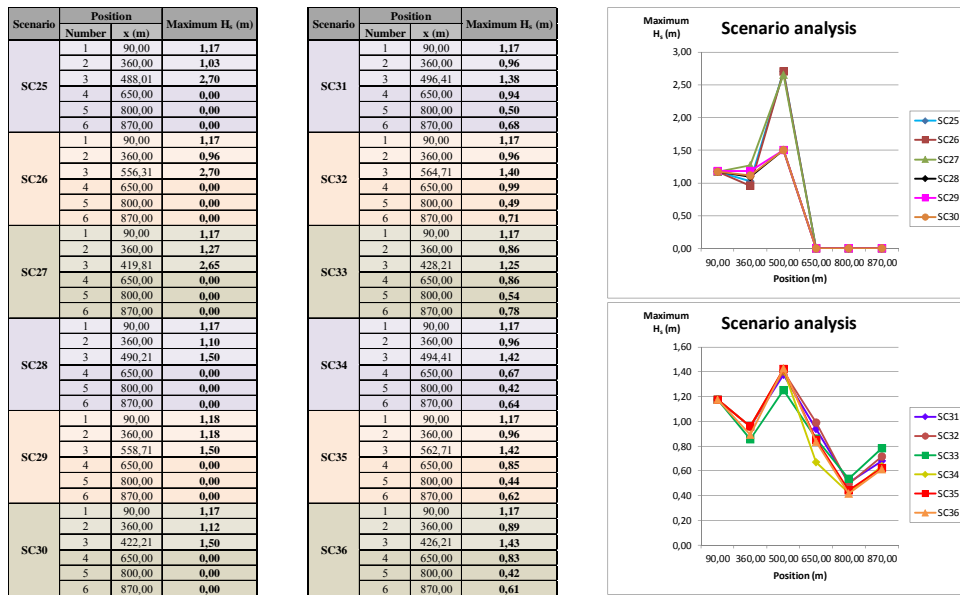 Scenario Position Maximum Hs (m)
Number x (m)
SC25
1 90,00 1,17
2 360,00 1,03
3 488,01 2,70
4 650,00 0,00
5 800,00 0,00
6 870,00 0,00
SC26
1 90,00 1,17
2 360,00 0,96
3 556,31 2,70
4 650,00 0,00
5 800,00 0,00
6 870,00 0,00
SC27
1 90,00 1,17
2 360,00 1,27
3 419,81 2,65
4 650,00 0,00
5 800,00 0,00
6 870,00 0,00
SC28
1 90,00 1,17
2 360,00 1,10
3 490,21 1,50
4 650,00 0,00
5 800,00 0,00
6 870,00 0,00
SC29
1 90,00 1,18
2 360,00 1,18
3 558,71 1,50
4 650,00 0,00
5 800,00 0,00
6 870,00 0,00
SC30
1 90,00 1,17
2 360,00 1,12
3 422,21 1,50
4 650,00 0,00
5 800,00 0,00
6 870,00 0,00
Scenario Position Maximum Hs (m)
Number x (m)
SC31
1 90,00 1,17
2 360,00 0,96
3 496,41 1,38
4 650,00 0,94
5 800,00 0,50
6 870,00 0,68
SC32
1 90,00 1,17
2 360,00 0,96
3 564,71 1,40
4 650,00 0,99
5 800,00 0,49
6 870,00 0,71
SC33
1 90,00 1,17
2 360,00 0,86
3 428,21 1,25
4 650,00 0,86
5 800,00 0,54
6 870,00 0,78
SC34
1 90,00 1,17
2 360,00 0,96
3 494,41 1,42
4 650,00 0,67
5 800,00 0,42
6 870,00 0,64
SC35
1 90,00 1,17
2 360,00 0,96
3 562,71 1,42
4 650,00 0,85
5 800,00 0,44
6 870,00 0,62
SC36
1 90,00 1,17
2 360,00 0,89
3 426,21 1,43
4 650,00 0,83
5 800,00 0,42
6 870,00 0,61
Maximum
Hs (m)
Scenario analysis
3,00
2,50
2,00
1,50
1,00
0,50
0,00
90,00 360,00 500,00 650,00 800,00 870,00
Position (m)
SC25
SC26
SC27
SC28
SC29
SC30
Maximum
Hs (m)
Scenario analysis
1,60
1,40
1,20
1,00
0,80
0,60
0,40
0,20
0,00
90,00 360,00 500,00 650,00 800,00 870,00
Position (m)
SC31
SC32
SC33
SC34
SC35
SC36